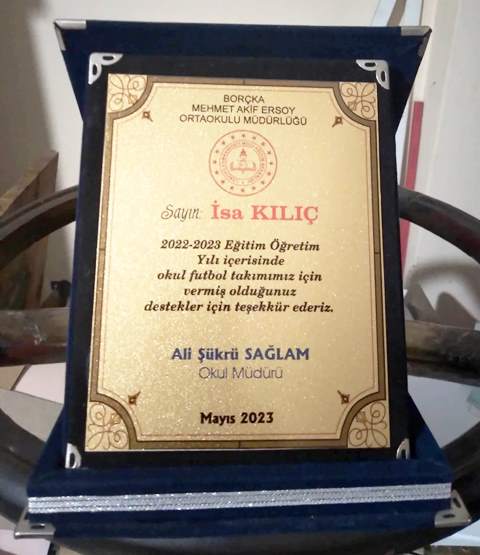 BORÇKA
MEHMET AKİF ERSOY
ORTAOKULU MÜDÜRLÜĞÜ
Sayın: İsa KILIÇ
2022-2023 Eğitim Öğretim
Yılı içerisinde
okul futbol takımımız için
vermiş olduğunuz
destekler için teşekkür ederiz.
Ali Şükrü SAĞLAM
Okul Müdürü
Mayıs 2023